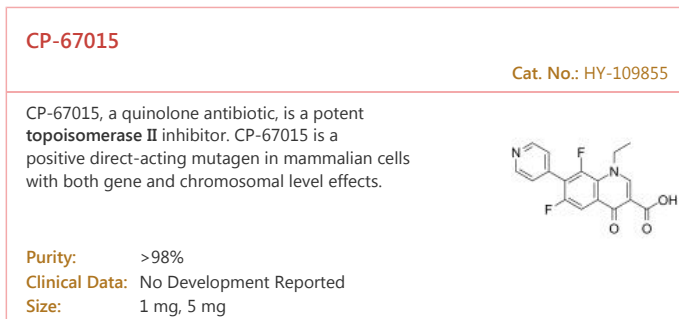 CP-67015
Cat. No.: HY-109855
CP-67015, a quinolone antibiotic, is a potent
topoisomerase II inhibitor. CP-67015 is a
positive direct-acting mutagen in mammalian cells
with both gene and chromosomal level effects.
N
F
N
F
O
O
OH
Purity: >98%
Clinical Data: No Development Reported
Size: 1 mg, 5 mg